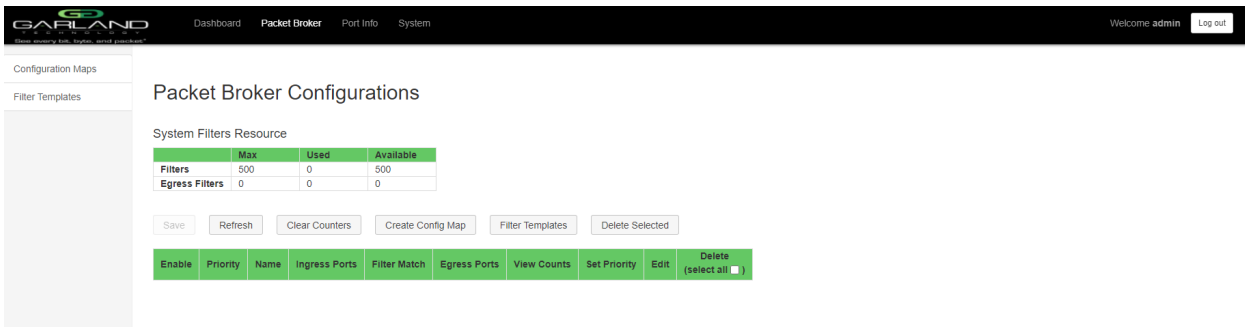 GARLAND
TECHNOLOGY
See every bit, byte, and packet®
Dashboard Packet Broker Port Info System
Welcome admin Log out
Configuration Maps
Filter Templates
Packet Broker Configurations
System Filters Resource
Max Used Available
Filters 500 0 500
Egress Filters 0 0 0
Save Refresh Clear Counters Create Config Map Filter Templates Delete Selected
Enable Priority Name Ingress Ports Filter Match Egress Ports View Counts Set Priority Edit Delete
(select all )